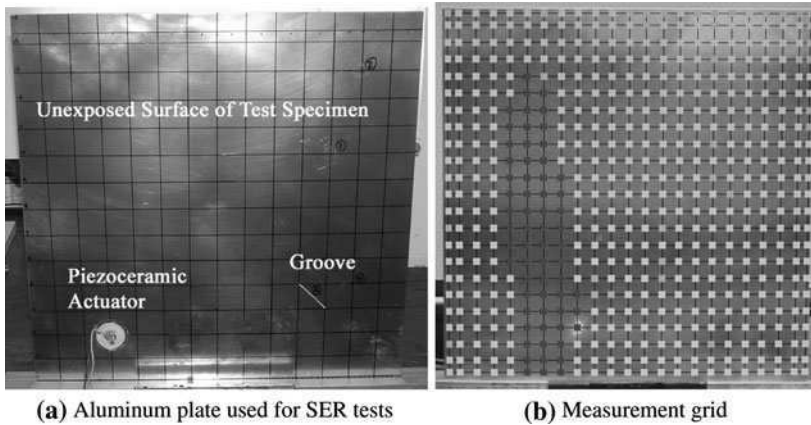 Unexposed Surface of Test Specimen
Piezoceramic
Actuator
Groove
(a) Aluminum plate used for SER tests
(b) Measurement grid